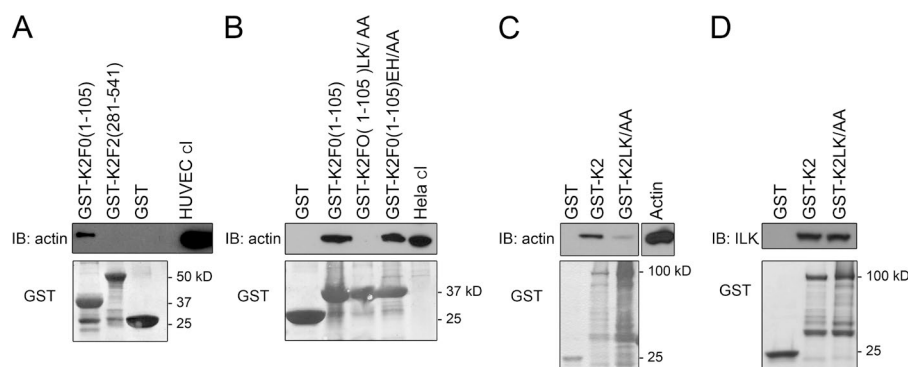 A
GST-K2F0(1-105)
GST-K2F2(281-541)
GST
HUVEC cl
IB: actin
GST
50 kD
37
25
B
GST
GST-K2F0(1-105)
GST-K2FO( 1-105 )LK/ AA
GST-K2F0(1-105)EH/AA
Hela cl
IB: actin
GST
37 kD
25
C
GST
GST-K2
GST-K2LK/AA
Actin
IB: actin
GST
100 kD
25
D
GST
GST-K2
GST-K2LK/AA
IB: ILK
GST
100 kD
25